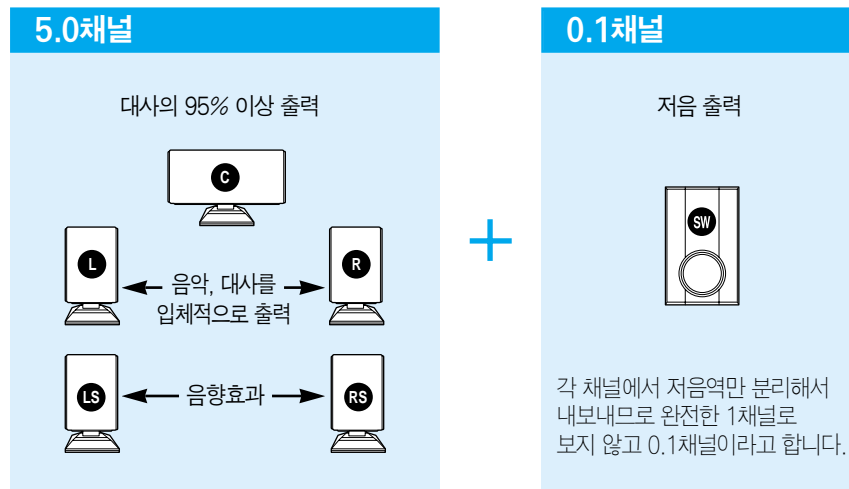 5.0채널
대사의 95% 이상 출력
C
L
R
음악, 대사를
입체적으로 출력
LS
음향효과
RS
+
0.1채널
저음 출력
SW
각 채널에서 저음역만 분리해서
내보내므로 완전한 1채널로
보지 않고 0.1채널이라고 합니다.